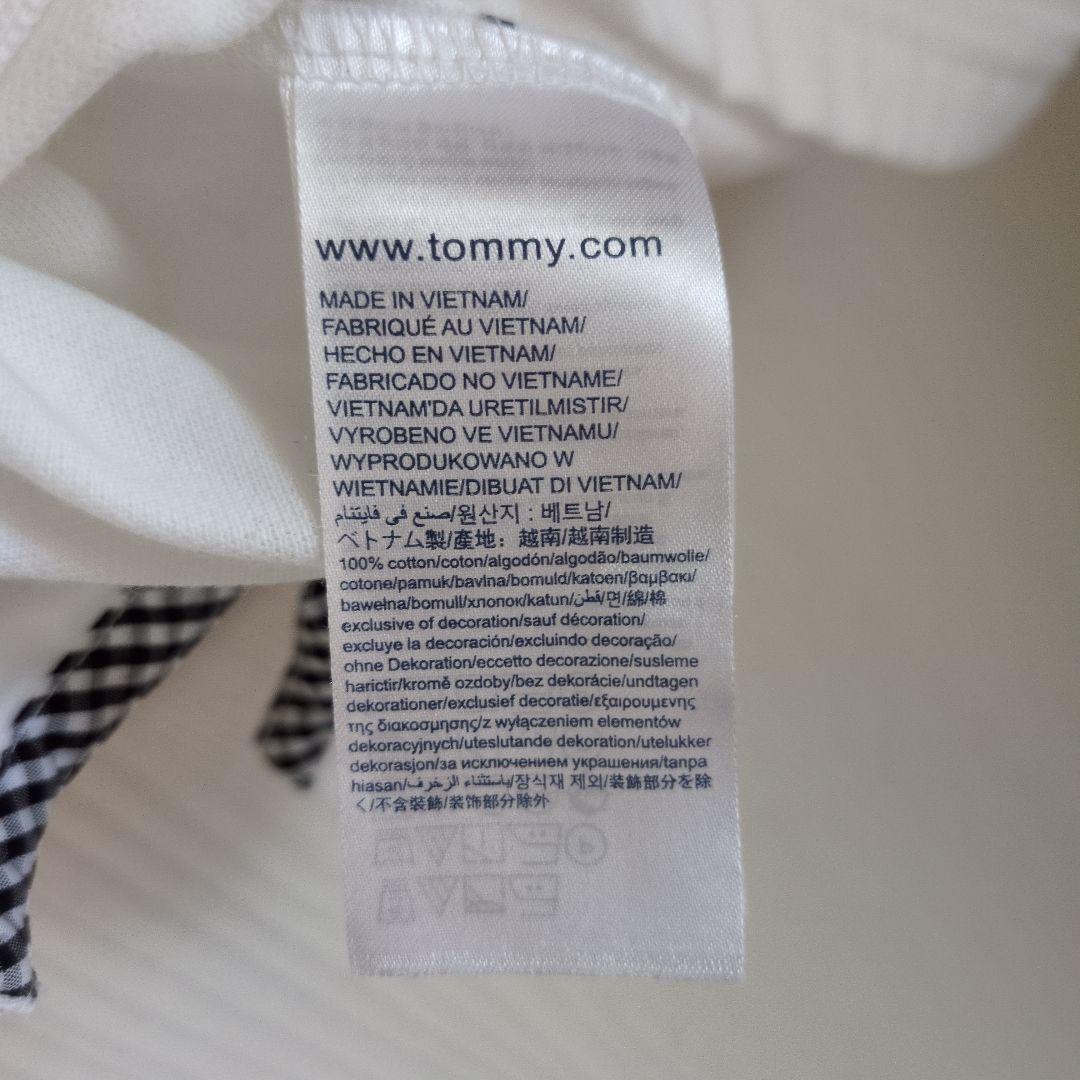 www.tommy.com
MADE IN VIETNAM/
FABRIQUÉ AU VIETNAM/
HECHO EN VIETNAM/
FABRICADO NO VIETNAME/
VIETNAM'DA URETILMISTIR/
VYROBENO VE VIETNAMU/
WYPRODUKOWANO W
WIETNAMIE/DIBUAT DI VIETNAM/
صنع في فايتنام/원산지 : 베트남/
ベトナム製/產地: 越南/越南制造
100% cotton/coton/algodón/algodão/baumwolle/
cotone/pamuk/bavlna/bomuld/katoen/βαμβακι/
bawełna/bomull/хлопок/katun/قطن/면/綿/棉
exclusive of decoration/sauf décoration/
excluye la decoración/excluindo decoração/
ohne Dekoration/eccetto decorazione/susleme
harictir/kromě ozdoby/bez dekorácie/undtagen
dekorationer/exclusief decoratie/εξαιρουμενης
της διακοσμησης/z wyłączeniem elementów
dekoracyjnych/uteslutande dekoration/utelukker
dekorasjon/за исключением украшения/tanpa
hiasan/باستثناء الزخرف/장식재 제외/装飾部分を除
く/不含裝飾/装饰部分除外